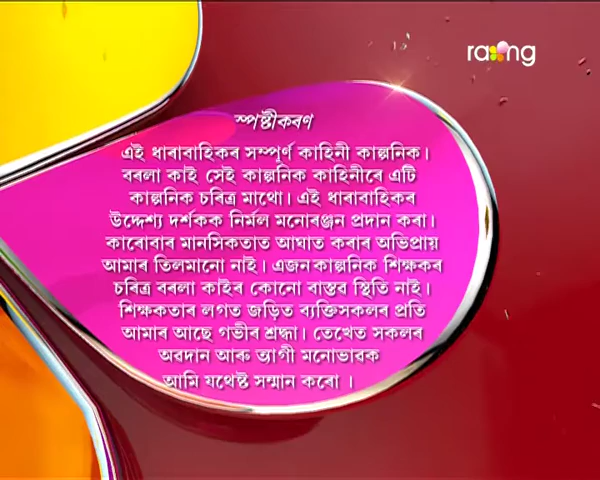 rang
স্পষ্টীকৰণ
এই ধাৰাবাহিকৰ সম্পূৰ্ণ কাহিনী কাল্পনিক।
বৰলা কাই সেই কাল্পনিক কাহিনীৰে এটি
কাল্পনিক চৰিত্ৰ মাথো। এই ধাৰাবাহিকৰ
উদ্দেশ্য দৰ্শকক নিৰ্মল মনোৰঞ্জন প্ৰদান কৰা।
কাৰোবাৰ মানসিকতাত আঘাত কৰাৰ অভিপ্ৰায়
আমাৰ তিলমানো নাই। এজন কাল্পনিক শিক্ষকৰ
চৰিত্ৰ বৰলা কাইৰ কোনো বাস্তৱ স্থিতি নাই।
শিক্ষকতাৰ লগত জড়িত ব্যক্তিসকলৰ প্ৰতি
আমাৰ আছে গভীৰ শ্ৰদ্ধা। তেখেত সকলৰ
অৱদান আৰু ত্যাগী মনোভাৱক
আমি যথেষ্ট সন্মান কৰো ।